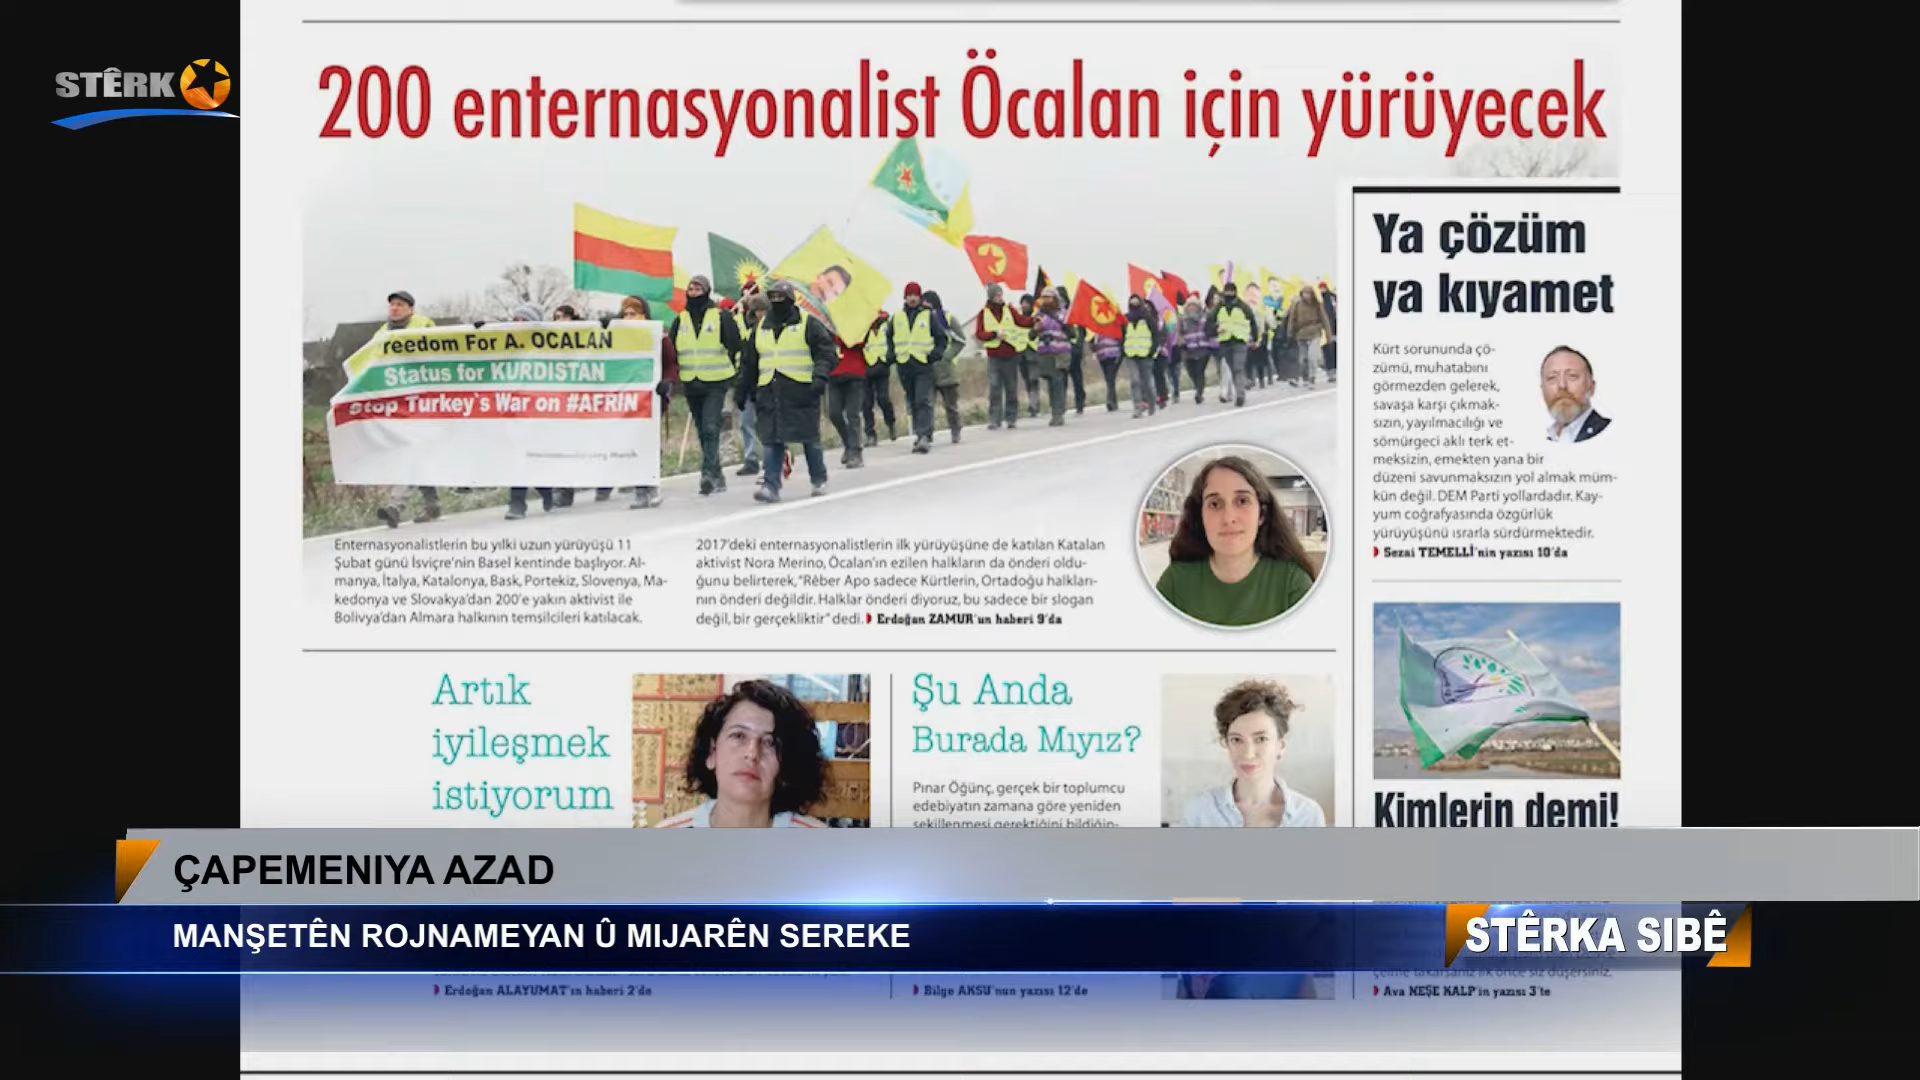 STÊRK
200 enternasyonalist Öcalan için yürüyecek
reedom For A. OCALAN
Status for KURDISTAN
Stop Turkey`s War on #AFRIN
Enternasyonalistlerin bu yılki uzun yürüyüşü 11
Şubat günü İsviçre'nin Basel kentinde başlıyor. Al-
manya, İtalya, Katalonya, Bask, Portekiz, Slovenya, Ma-
kedonya ve Slovakya'dan 200'e yakın aktivist ile
Bolivya'dan Almara halkının temsilcileri katılacak.
2017'deki enternasyonalistlerin ilk yürüyüşüne de katılan Katalan
aktivist Nora Merino, Öcalan'ın ezilen halkların da önderi oldu-
ğunu belirterek, "Rêber Apo sadece Kürtlerin, Ortadoğu halkları-
nın önderi değildir. Halklar önderi diyoruz, bu sadece bir slogan
değil, bir gerçekliktir" dedi. Erdoğan ZAMUR'un haberi 9'da
Ya çözüm
ya kıyamet
Kürt sorununda çö-
zümü, muhatabını
görmezden gelerek,
savaşa karşı çıkmak-
sızın, yayılmacılığı ve
sömürgeci aklı terk et-
meksizin, emekten yana bir
düzeni savunmaksızın yol almak müm-
kün değil. DEM Parti yollardadır. Kay-
yum coğrafyasında özgürlük
yürüyüşünü ısrarla sürdürmektedir.
Sezai TEMELLİ'nin yazısı 10'da
Artık
iyileşmek
istiyorum
Şu Anda
Burada Mıyız?
Pınar Öğünç, gerçek bir toplumcu
edebiyatın zamana göre yeniden
şekillenmesi gerektiğini bildiğin-
Kimlerin demi!
ÇAPEMENIYA AZAD
MANŞETÊN ROJNAMEYAN Û MIJARÊN SEREKE
STÊRKA SIBÊ
çelme takarsanız ilk önce siz düşersiniz.
Erdoğan ALAYUMAT'ın haberi 2'de
Bilge AKSU'nun yazısı 12'de
Ava NEŞE KALP'in yazısı 3'te